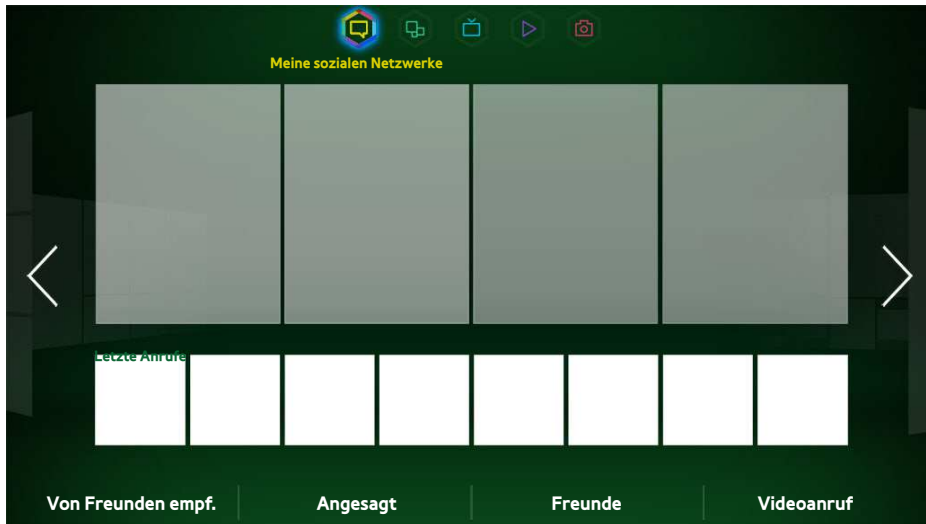 Meine sozialen Netzwerke
Letzte Anrufe
Von Freunden empf.
Angesagt
Freunde
Videoanruf